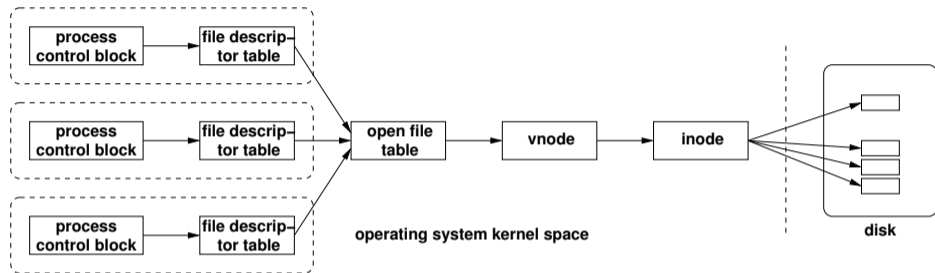 process
control block
file descrip–
tor table
process
control block
file descrip–
tor table
open file
table
vnode
inode
process
control block
file descrip–
tor table
operating system kernel space
disk